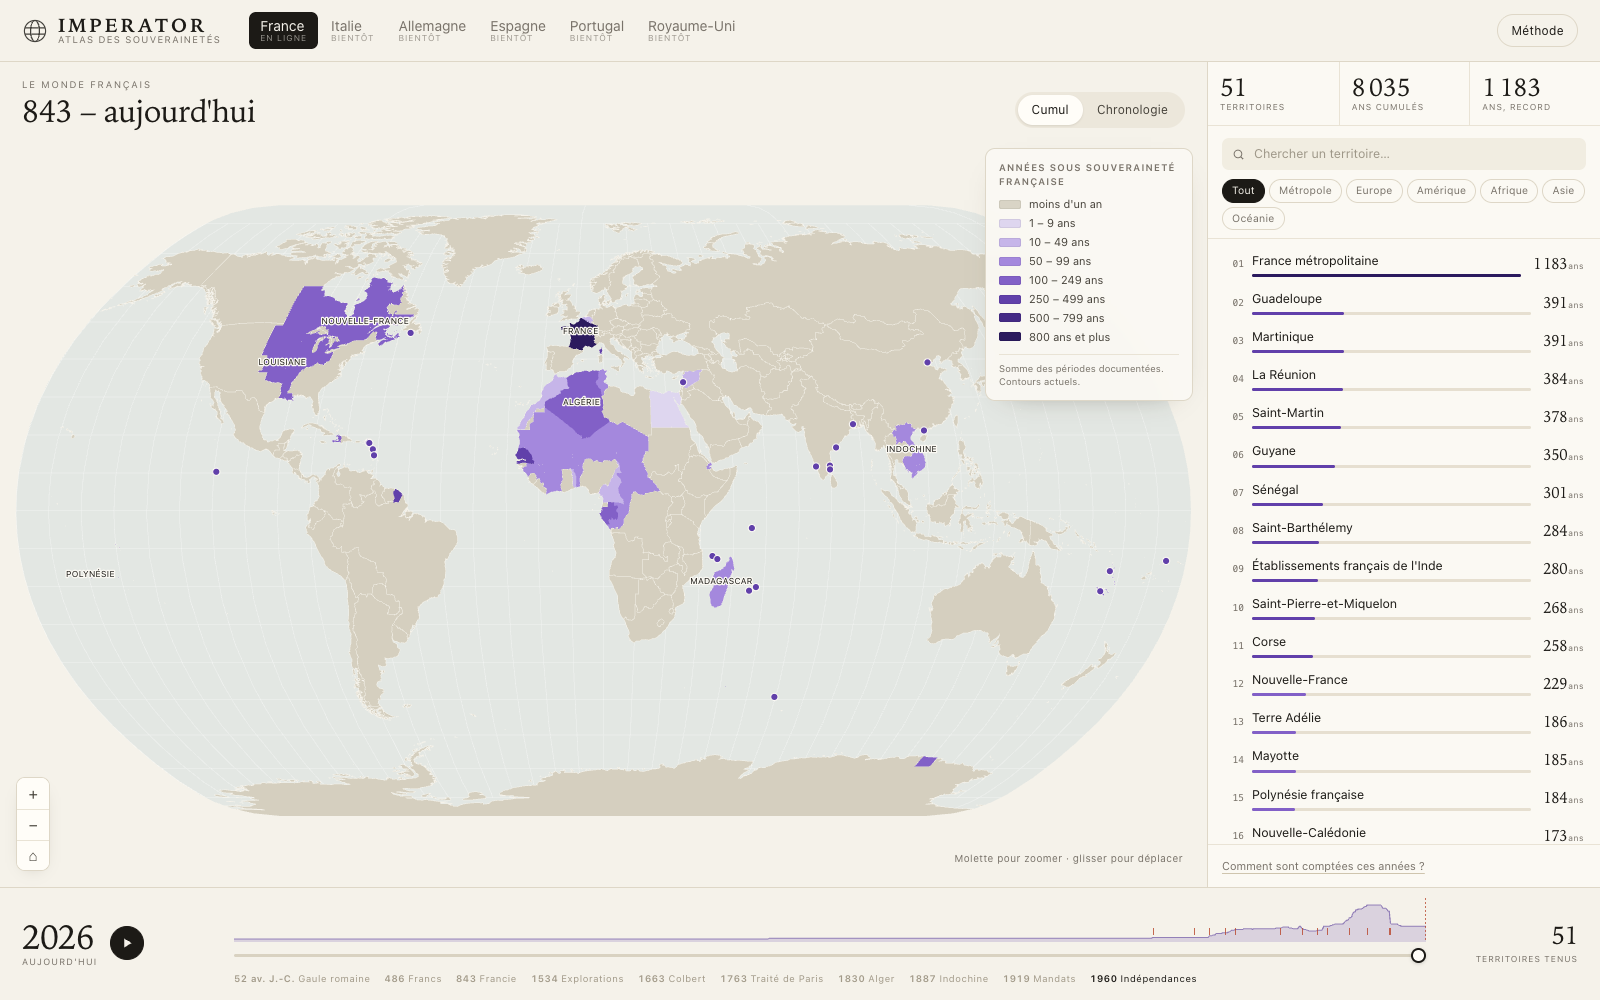 IMPERATOR
ATLAS DES SOUVERAINETÉS
France
EN LIGNE
Italie
BIENTÔT
Allemagne
BIENTÔT
Espagne
BIENTÔT
Portugal
BIENTÔT
Royaume-Uni
BIENTÔT
Méthode
LE MONDE FRANÇAIS
843 – aujourd'hui
Cumul
Chronologie
ANNÉES SOUS SOUVERAINETÉ
FRANÇAISE
moins d'un an
1 – 9 ans
10 – 49 ans
50 – 99 ans
100 – 249 ans
250 – 499 ans
500 – 799 ans
800 ans et plus
Somme des périodes documentées.
Contours actuels.
NOUVELLE-FRANCE
LOUISIANE
FRANCE
ALGÉRIE
INDOCHINE
MADAGASCAR
POLYNÉSIE
+
−
⌂
Molette pour zoomer · glisser pour déplacer
51
TERRITOIRES
8 035
ANS CUMULÉS
1 183
ANS, RECORD
Chercher un territoire...
Tout
Métropole
Europe
Amérique
Afrique
Asie
Océanie
01 France métropolitaine 1 183 ans
02 Guadeloupe 391 ans
03 Martinique 391 ans
04 La Réunion 384 ans
05 Saint-Martin 378 ans
06 Guyane 350 ans
07 Sénégal 301 ans
08 Saint-Barthélemy 284 ans
09 Établissements français de l'Inde 280 ans
10 Saint-Pierre-et-Miquelon 268 ans
11 Corse 258 ans
12 Nouvelle-France 229 ans
13 Terre Adélie 186 ans
14 Mayotte 185 ans
15 Polynésie française 184 ans
16 Nouvelle-Calédonie 173 ans
Comment sont comptées ces années ?
2026
AUJOURD'HUI
52 av. J.-C. Gaule romaine
486 Francs
843 Francie
1534 Explorations
1663 Colbert
1763 Traité de Paris
1830 Alger
1887 Indochine
1919 Mandats
1960 Indépendances
51
TERRITOIRES TENUS